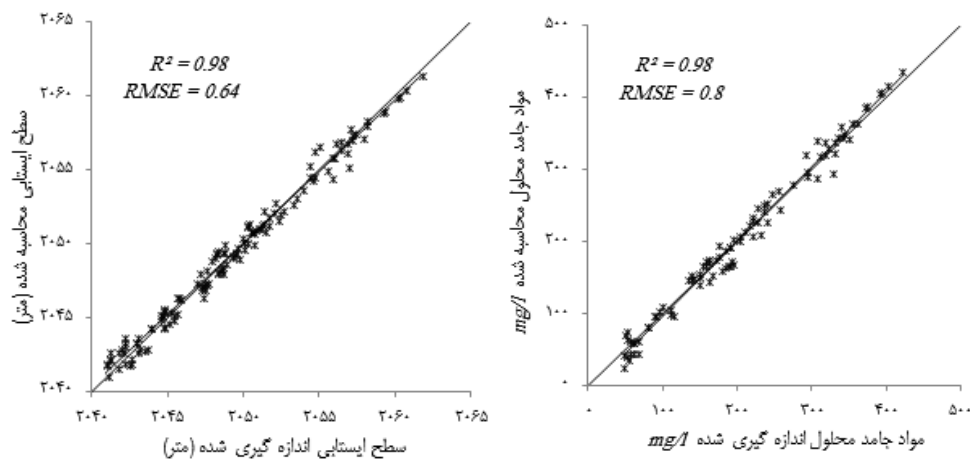 ۲۰۶۵
۲۰۶۰
۲۰۵۵
۲۰۵۰
۲۰۴۵
۲۰۴۰
سطح ایستابی محاسبه شده (متر)
R² = 0.98
RMSE = 0.64
۲۰۴۰ ۲۰۴۵ ۲۰۵۰ ۲۰۵۵ ۲۰۶۰ ۲۰۶۵
سطح ایستابی اندازه گیری شده (متر)
۵۰۰
۴۰۰
۳۰۰
۲۰۰
۱۰۰
۰
مواد جامد محلول محاسبه شده
mg/l
R² = 0.98
RMSE = 0.8
۰ ۱۰۰ ۲۰۰ ۳۰۰ ۴۰۰ ۵۰۰
مواد جامد محلول اندازه گیری شده mg/l